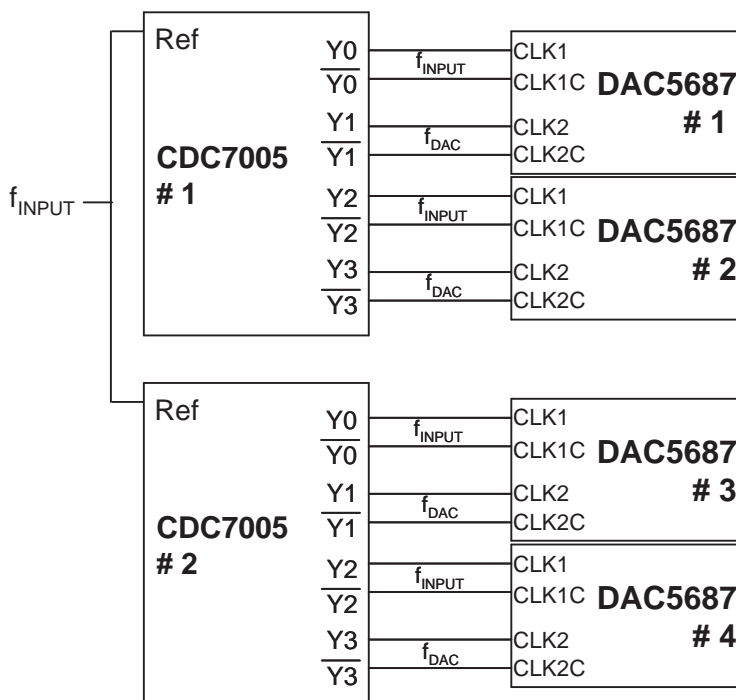 f_INPUT
Ref
CDC7005
# 1
Y0
Y0
Y1
Y1
Y2
Y2
Y3
Y3
f_INPUT
f_DAC
f_INPUT
f_DAC
CLK1
CLK1C
CLK2
CLK2C
DAC5687
# 1
CLK1
CLK1C
CLK2
CLK2C
DAC5687
# 2
Ref
CDC7005
# 2
Y0
Y0
Y1
Y1
Y2
Y2
Y3
Y3
f_INPUT
f_DAC
f_INPUT
f_DAC
CLK1
CLK1C
CLK2
CLK2C
DAC5687
# 3
CLK1
CLK1C
CLK2
CLK2C
DAC5687
# 4